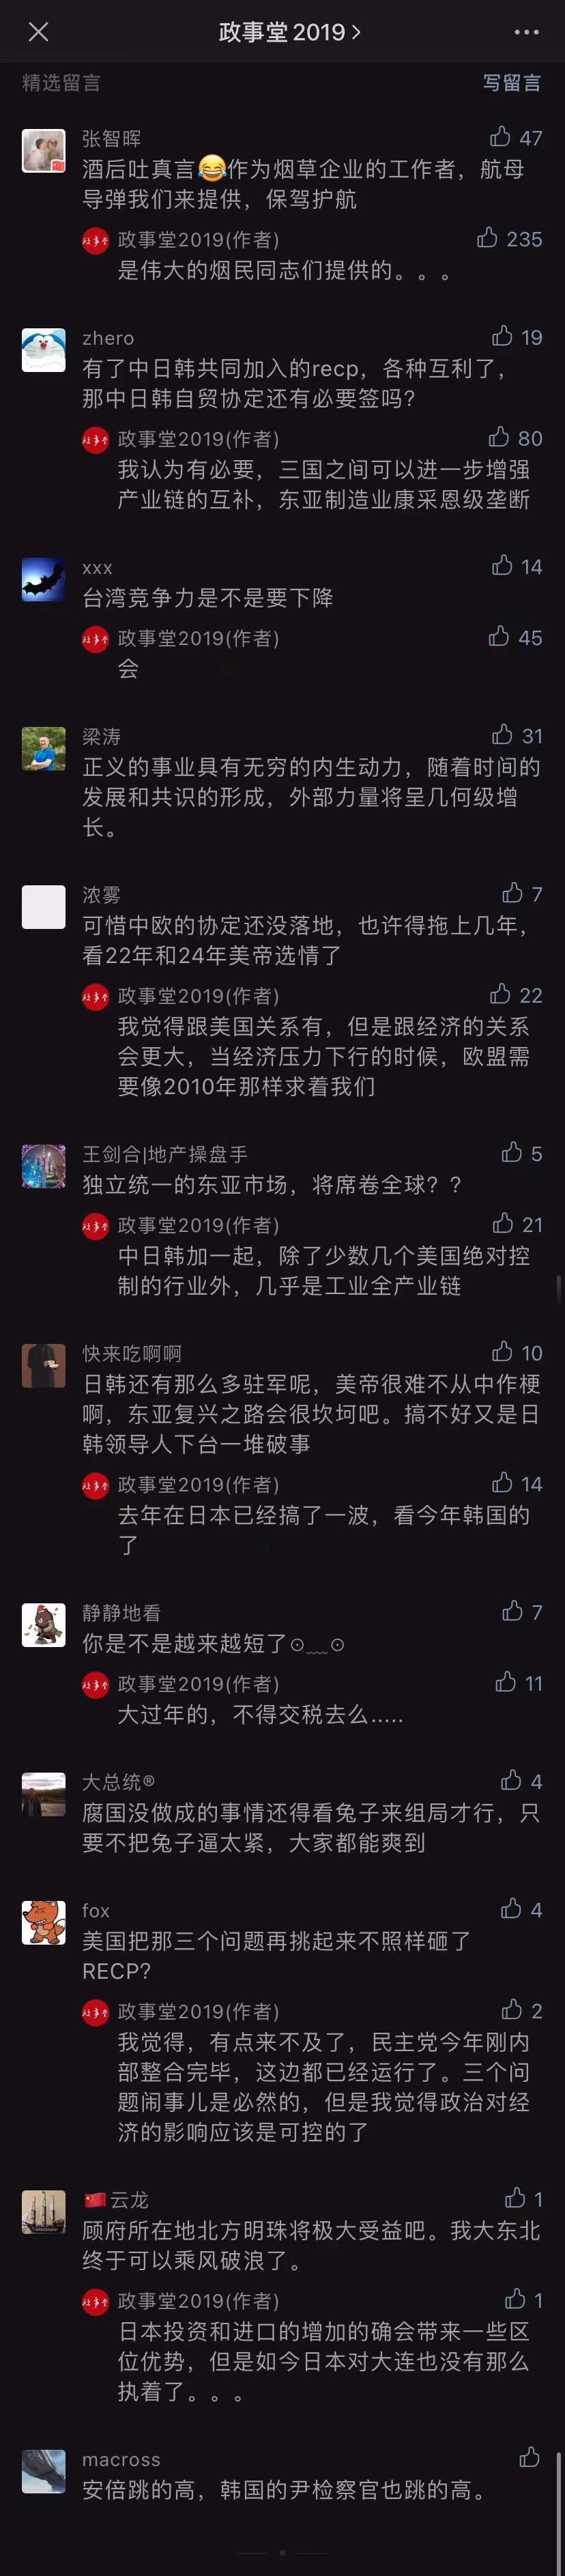 政事堂2019
精选留言
写留言
张智晖
47
酒后吐真言😂作为烟草企业的工作者，航母
导弹我们来提供，保驾护航
政事堂2019(作者)
235
是伟大的烟民同志们提供的。。。
zhero
19
有了中日韩共同加入的recp，各种互利了，
那中日韩自贸协定还有必要签吗?
政事堂2019(作者)
80
我认为有必要，三国之间可以进一步增强
产业链的互补，东亚制造业康采恩级垄断
xxx
14
台湾竞争力是不是要下降
政事堂2019(作者)
45
会
梁涛
31
正义的事业具有无穷的内生动力，随着时间的
发展和共识的形成，外部力量将呈几何级增
长。
浓雾
7
可惜中欧的协定还没落地，也许得拖上几年，
看22年和24年美帝选情了
政事堂2019(作者)
22
我觉得跟美国关系有，但是跟经济的关系
会更大，当经济压力下行的时候，欧盟需
要像2010年那样求着我们
王剑合|地产操盘手
5
独立统一的东亚市场，将席卷全球？？
政事堂2019(作者)
21
中日韩加一起，除了少数几个美国绝对控
制的行业外，几乎是工业全产业链
快来吃啊啊
10
日韩还有那么多驻军呢，美帝很难不从中作梗
啊，东亚复兴之路会很坎坷吧。搞不好又是日
韩领导人下台一堆破事
政事堂2019(作者)
14
去年在日本已经搞了一波，看今年韩国的
了
静静地看
7
你是不是越来越短了⊙﹏⊙
政事堂2019(作者)
11
大过年的，不得交税去么.....
大总统®
4
腐国没做成的事情还得看兔子来组局才行，只
要不把兔子逼太紧，大家都能爽到
fox
4
美国把那三个问题再挑起来不照样砸了
RECP?
政事堂2019(作者)
2
我觉得，有点来不及了，民主党今年刚内
部整合完毕，这边都已经运行了。三个问
题闹事儿是必然的，但是我觉得政治对经
济的影响应该是可控的了
🇨🇳云龙
1
顾府所在地北方明珠将极大受益吧。我大东北
终于可以乘风破浪了。
政事堂2019(作者)
1
日本投资和进口的增加的确会带来一些区
位优势，但是如今日本对大连也没有那么
执着了。。。
macross
安倍跳的高，韩国的尹检察官也跳的高。